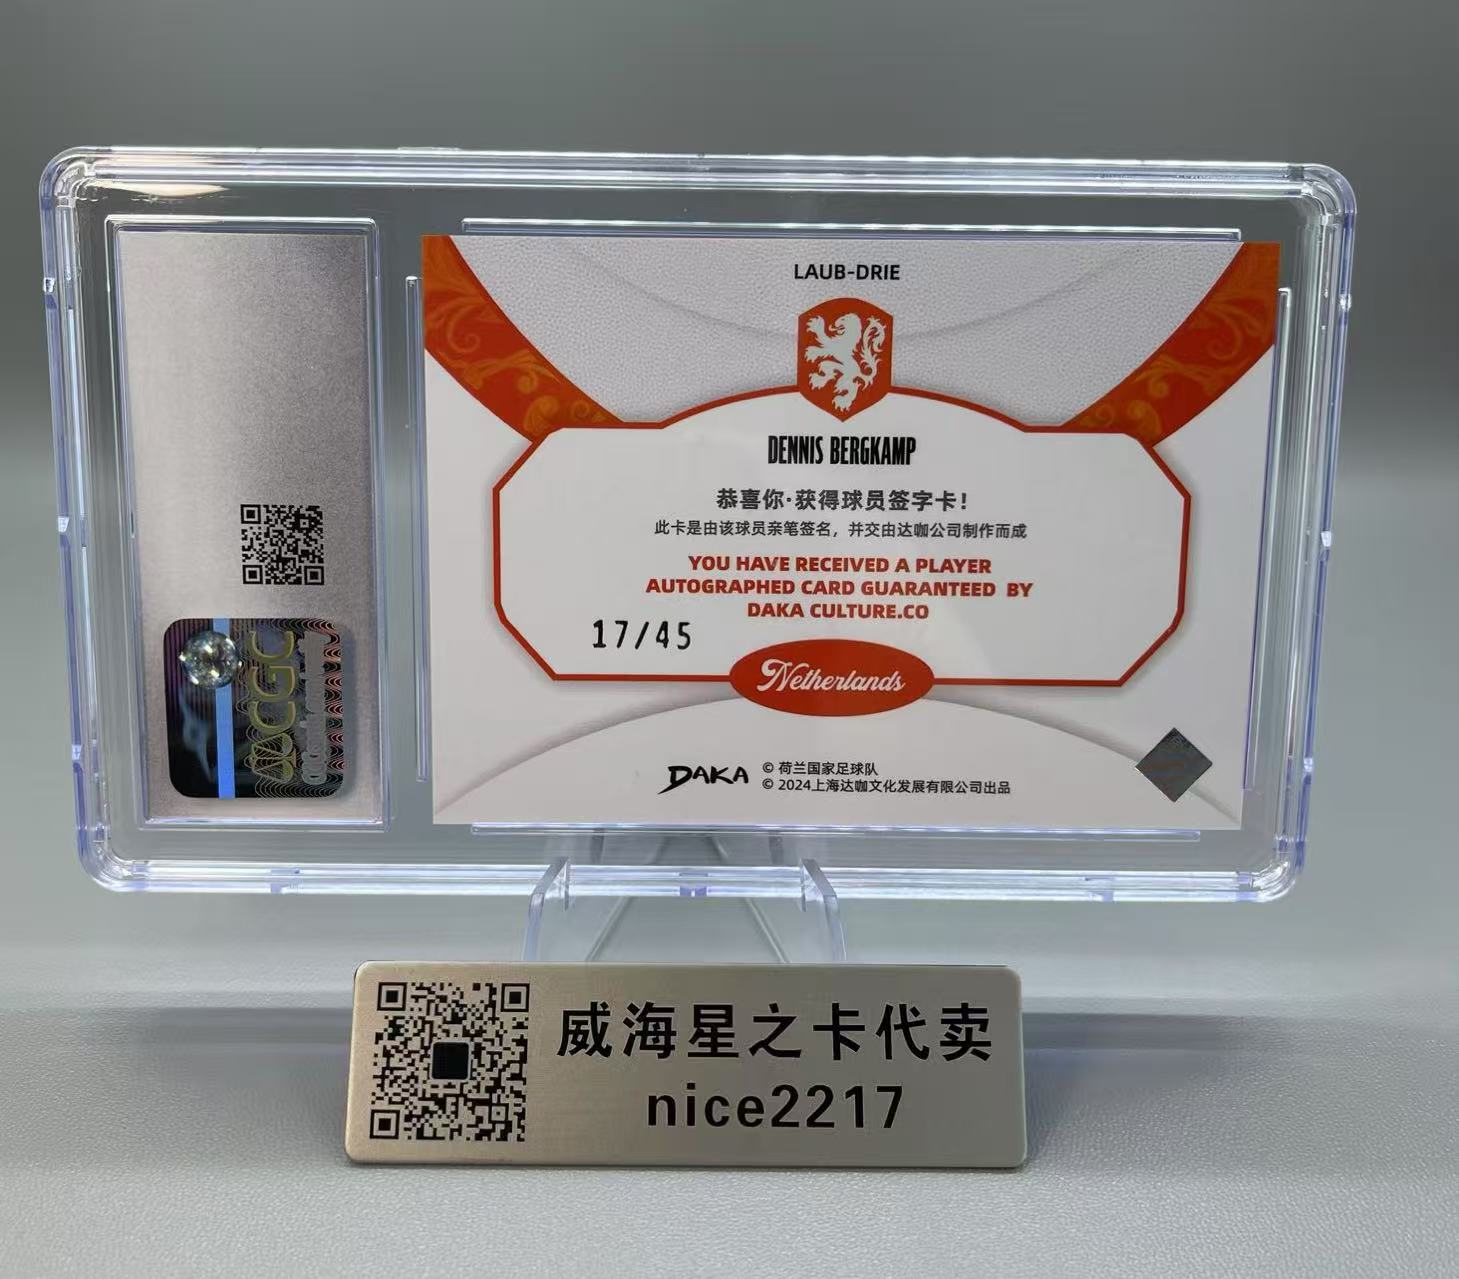 LAUB-DRIE
DENNIS BERGKAMP
恭喜你·获得球员签字卡!
此卡是由该球员亲笔签名，并交由达咖公司制作而成
YOU HAVE RECEIVED A PLAYER
AUTOGRAPHED CARD GUARANTEED BY
DAKA CULTURE.CO
17/45
Netherlands
DAKA
© 荷兰国家足球队
© 2024上海达咖文化发展有限公司出品
威海星之卡代卖
nice2217